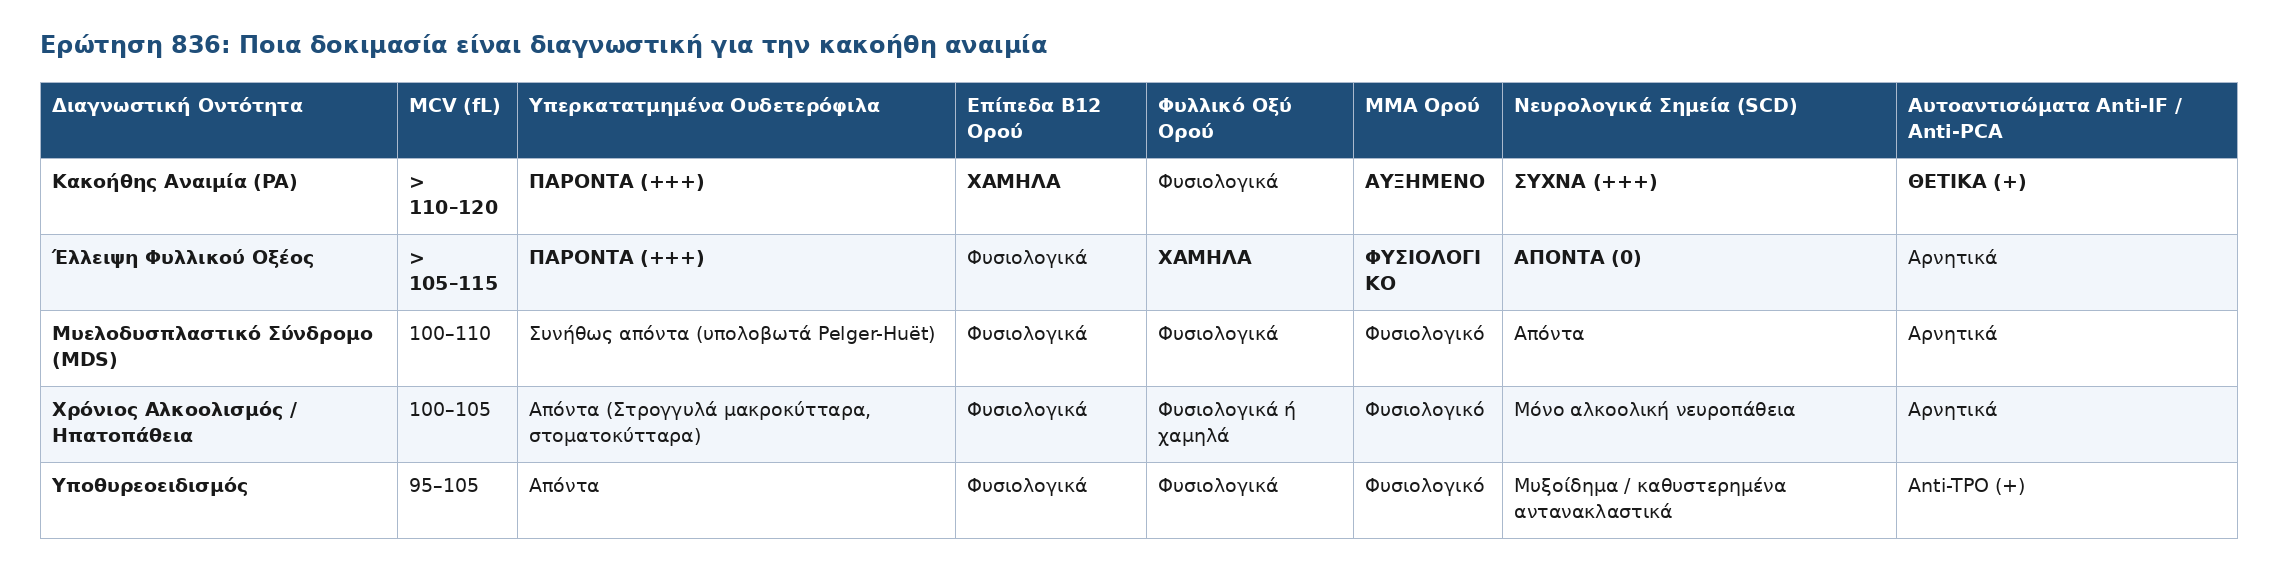 Ερώτηση 836: Ποια δοκιμασία είναι διαγνωστική για την κακοήθη αναιμία
Διαγνωστική Οντότητα
MCV (fL)
Υπερκατατμημένα Ουδετερόφιλα
Επίπεδα B12
Ορού
Φυλλικό Οξύ
Ορού
MMA Ορού
Νευρολογικά Σημεία (SCD)
Αυτοαντισώματα Anti-IF /
Anti-PCA
Κακοήθης Αναιμία (PA)
>
110–120
ΠΑΡΟΝΤΑ (+++)
ΧΑΜΗΛΑ
Φυσιολογικά
ΑΥΞΗΜΕΝΟ
ΣΥΧΝΑ (+++)
ΘΕΤΙΚΑ (+)
Έλλειψη Φυλλικού Οξέος
>
105–115
ΠΑΡΟΝΤΑ (+++)
Φυσιολογικά
ΧΑΜΗΛΑ
ΦΥΣΙΟΛΟΓΙ
ΚΟ
ΑΠΟΝΤΑ (0)
Αρνητικά
Μυελοδυσπλαστικό Σύνδρομο
(MDS)
100–110
Συνήθως απόντα (υπολοβωτά Pelger-Huët)
Φυσιολογικά
Φυσιολογικά
Φυσιολογικό
Απόντα
Αρνητικά
Χρόνιος Αλκοολισμός /
Ηπατοπάθεια
100–105
Απόντα (Στρογγυλά μακροκύτταρα,
στοματοκύτταρα)
Φυσιολογικά
Φυσιολογικά ή
χαμηλά
Φυσιολογικό
Μόνο αλκοολική νευροπάθεια
Αρνητικά
Υποθυρεοειδισμός
95–105
Απόντα
Φυσιολογικά
Φυσιολογικά
Φυσιολογικό
Μυξοίδημα / καθυστερημένα
αντανακλαστικά
Anti-TPO (+)